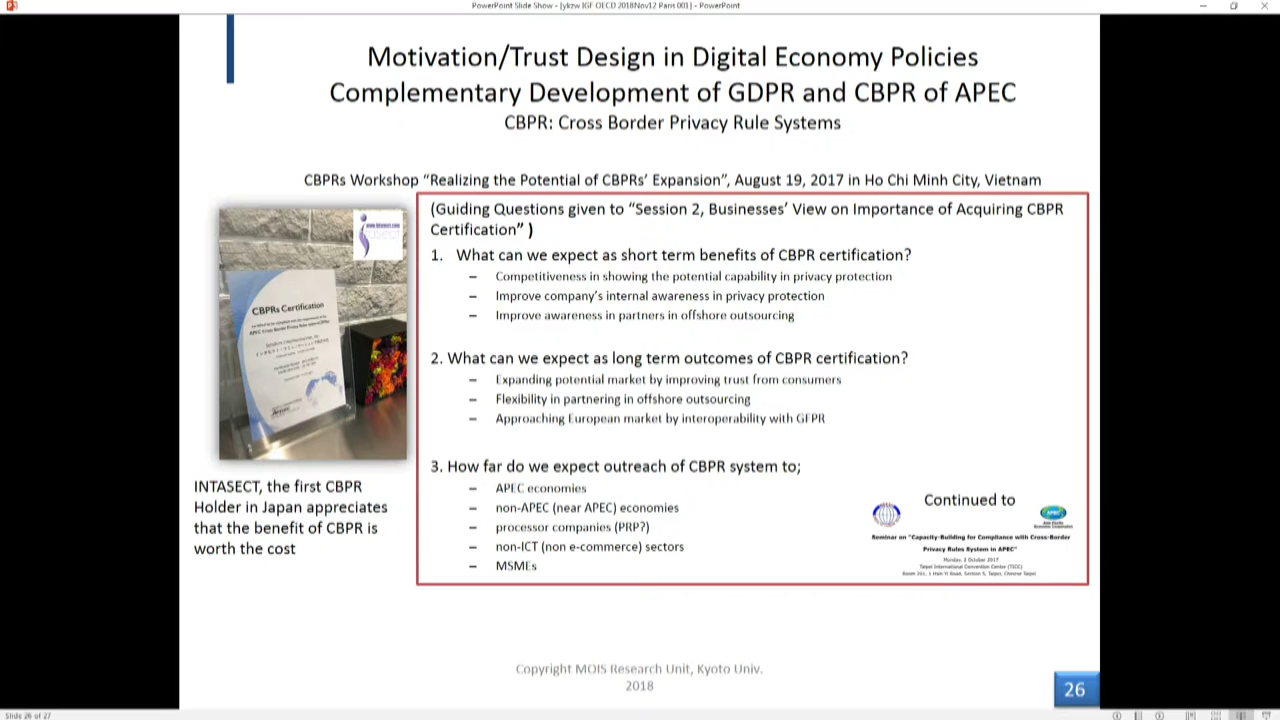 PowerPoint Slide Show - [ykzw IGF OECD 2018Nov12 Paris 001] - PowerPoint
Motivation/Trust Design in Digital Economy Policies
Complementary Development of GDPR and CBPR of APEC
CBPR: Cross Border Privacy Rule Systems
CBPRs Workshop “Realizing the Potential of CBPRs’ Expansion”, August 19, 2017 in Ho Chi Minh City, Vietnam
CBPRs Certification
INTASECT, the first CBPR
Holder in Japan appreciates
that the benefit of CBPR is
worth the cost
(Guiding Questions given to “Session 2, Businesses’ View on Importance of Acquiring CBPR
Certification” )
1. What can we expect as short term benefits of CBPR certification?
– Competitiveness in showing the potential capability in privacy protection
– Improve company’s internal awareness in privacy protection
– Improve awareness in partners in offshore outsourcing
2. What can we expect as long term outcomes of CBPR certification?
– Expanding potential market by improving trust from consumers
– Flexibility in partnering in offshore outsourcing
– Approaching European market by interoperability with GFPR
3. How far do we expect outreach of CBPR system to;
– APEC economies
– non-APEC (near APEC) economies
– processor companies (PRP?)
– non-ICT (non e-commerce) sectors
– MSMEs
Continued to
APEC
Seminar on “Capacity-Building for Compliance with Cross-Border
Privacy Rules System in APEC”
Monday, 2 October 2017
Taipei International Convention Center (TICC)
Copyright MOIS Research Unit, Kyoto Univ.
2018
26
Slide 26 of 27